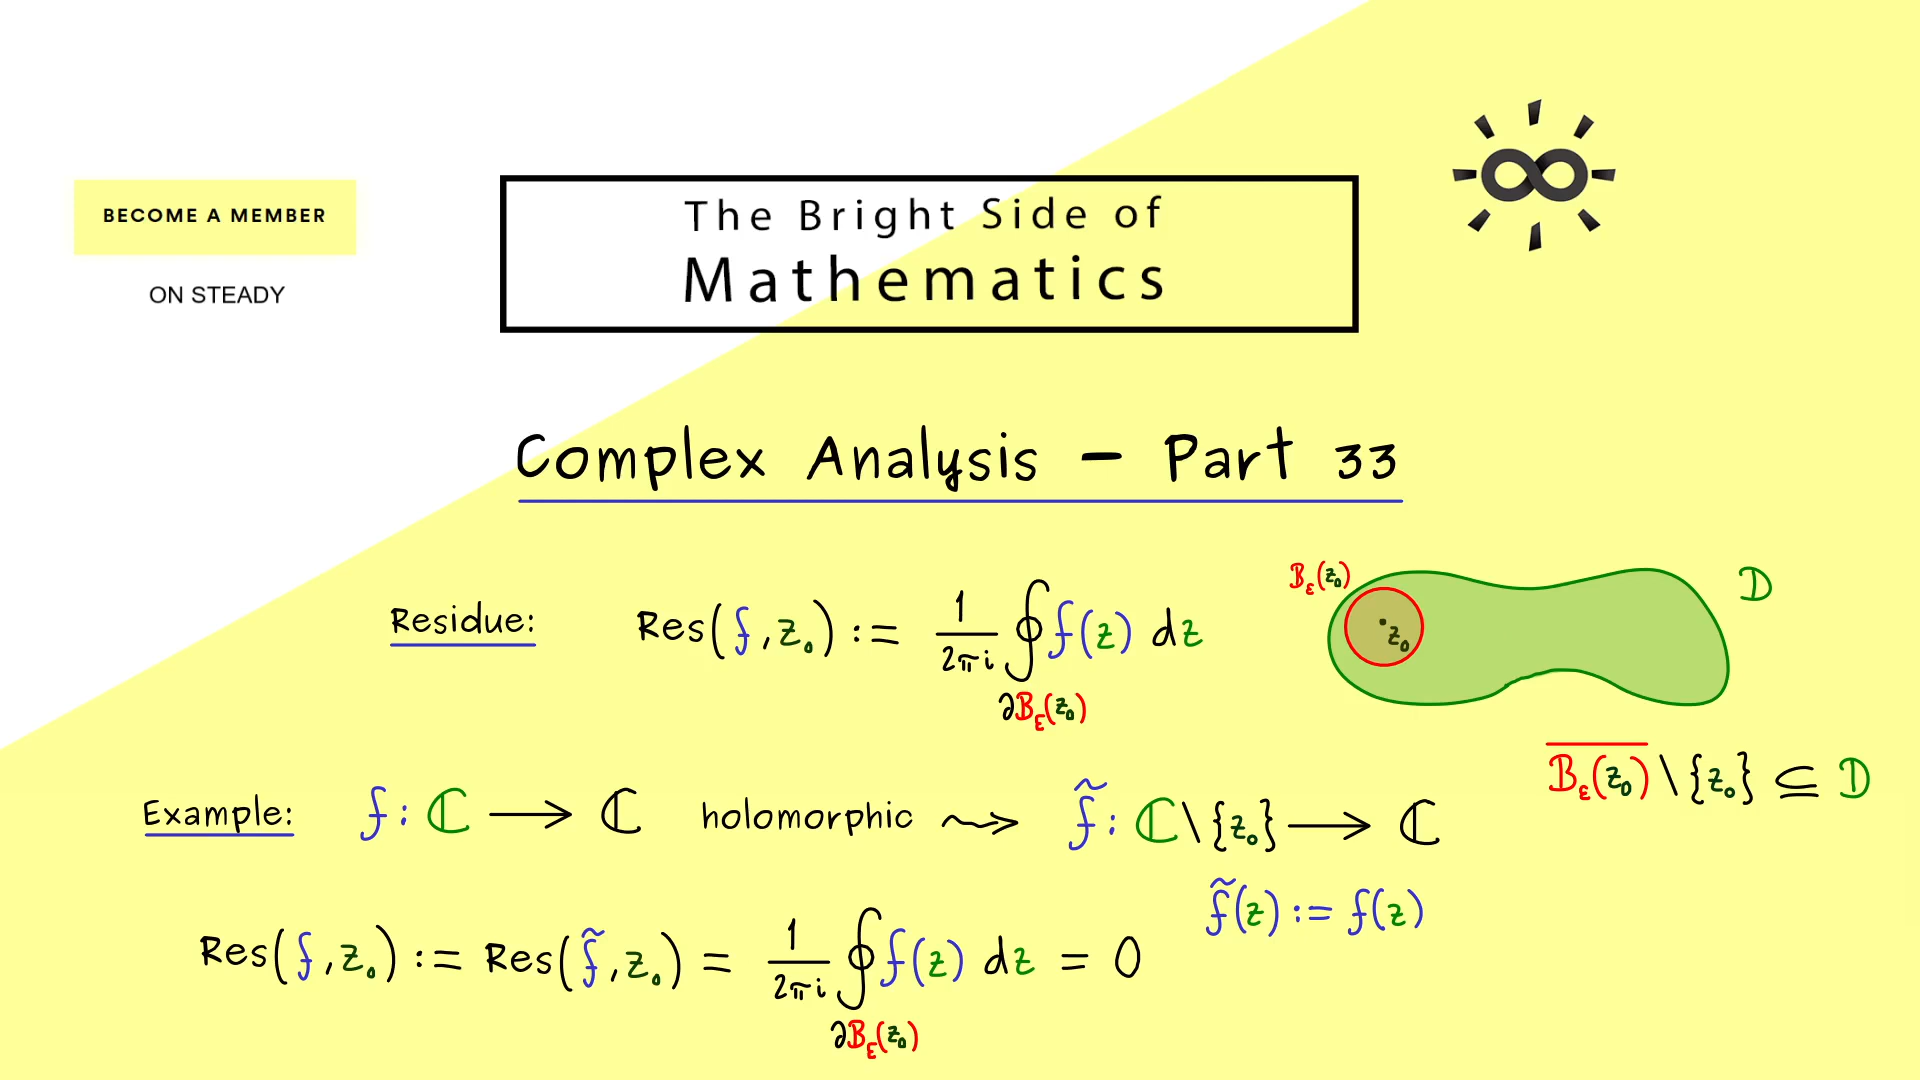 BECOME A MEMBER
ON STEADY
The Bright Side of
Mathematics
Complex Analysis – Part 33
Residue: Res(f, z₀) := 1/2πi ∮ f(z) dz
∂B_ε(z₀)
B_ε(z₀)
z₀
D
\overline{B_ε(z₀)} \ {z₀} ⊆ D
Example: f: ℂ ⟶ ℂ holomorphic ⤳ f̃: ℂ\{z₀} ⟶ ℂ
f̃(z) := f(z)
Res(f, z₀) := Res(f̃, z₀) = 1/2πi ∮ f(z) dz = 0
∂B_ε(z₀)